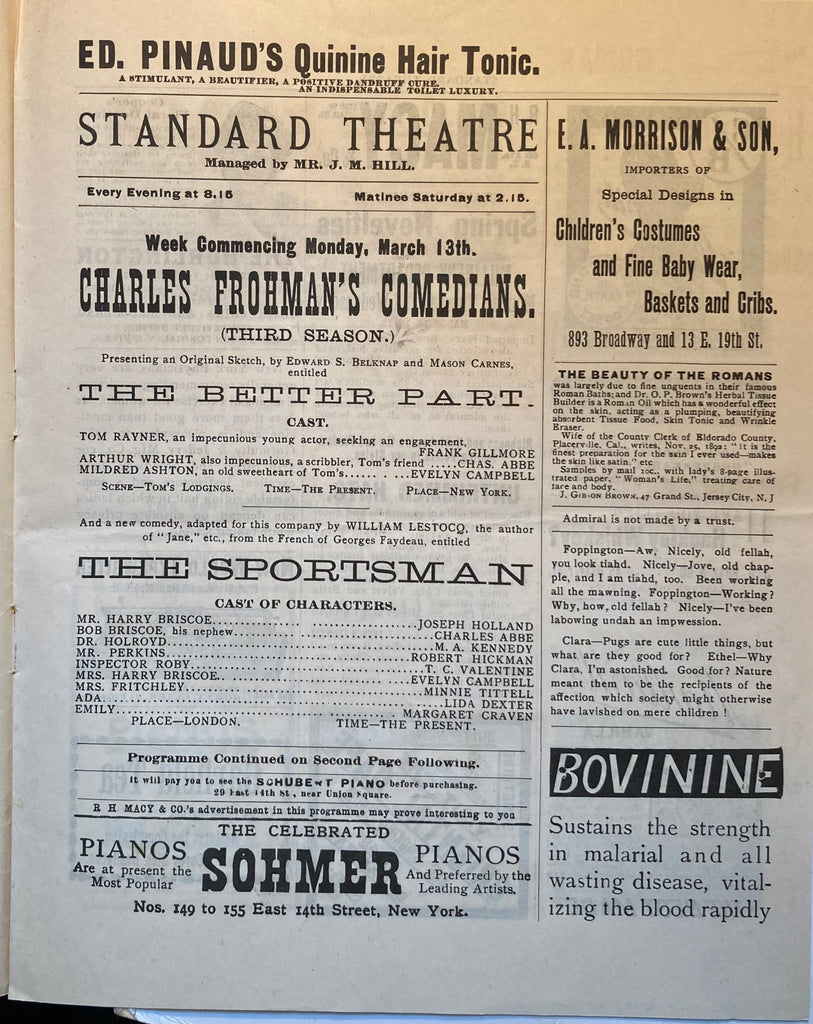 ED. PINAUD'S Quinine Hair Tonic.
A STIMULANT, A BEAUTIFIER, A POSITIVE DANDRUFF CURE.
AN INDISPENSABLE TOILET LUXURY.
STANDARD THEATRE
Managed by MR. J. M. HILL.
Every Evening at 8.15 Matinee Saturday at 2.15.
Week Commencing Monday, March 13th.
CHARLES FROHMAN'S COMEDIANS.
(THIRD SEASON.)
Presenting an Original Sketch, by EDWARD S. BELKNAP and MASON CARNES,
entitled
THE BETTER PART.
CAST.
TOM RAYNER, an impecunious young actor, seeking an engagement,
FRANK GILLMORE
ARTHUR WRIGHT, also impecunious, a scribbler, Tom's friend .....CHAS. ABBE
MILDRED ASHTON, an old sweetheart of Tom's...... . ...EVELYN CAMPBELL
SCENE—TOM'S LODGINGS. TIME—THE PRESENT. PLACE—NEW YORK.
And a new comedy, adapted for this company by WILLIAM LESTOCQ, the author
of "Jane," etc., from the French of Georges Faydeau, entitled
THE SPORTSMAN
CAST OF CHARACTERS.
MR. HARRY BRISCOE...................................JOSEPH HOLLAND
BOB BRISCOE, his nephew...................................CHARLES ABBE
DR. HOLROYD...................................M. A. KENNEDY
MR. PERKINS...................................ROBERT HICKMAN
INSPECTOR ROBY...................................T. C. VALENTINE
MRS. HARRY BRISCOE...................................EVELYN CAMPBELL
MRS. FRITCHLEY...................................MINNIE TITTELL
ADA...................................LIDA DEXTER
EMILY...................................MARGARET CRAVEN
PLACE—LONDON. TIME—THE PRESENT.
Programme Continued on Second Page Following.
It will pay you to see the SCHUBERT PIANO before purchasing.
29 East 14th St., near Union Square.
R H MACY & CO.'s advertisement in this programme may prove interesting to you
THE CELEBRATED
PIANOS SOHMER PIANOS
Are at present the And Preferred by the
Most Popular Leading Artists.
Nos. 149 to 155 East 14th Street, New York.
E. A. MORRISON & SON,
IMPORTERS OF
Special Designs in
Children's Costumes
and Fine Baby Wear,
Baskets and Cribs.
893 Broadway and 13 E. 19th St.
THE BEAUTY OF THE ROMANS
was largely due to fine unguents in their famous
Roman Baths; and Dr. O. P. Brown's Herbal Tissue
Builder is a Roman Oil which has a wonderful effect
on the skin, acting as a plumping, beautifying
absorbent Tissue Food, Skin Tonic and Wrinkle
Eraser.
Wife of the County Clerk of Eldorado County,
Placerville, Cal., writes, Nov. 25, 1892: "It is the
finest preparation for the skin I ever used—makes
the skin like satin." etc
Samples by mail 10c., with lady's 8-page illus-
trated paper, "Woman's Life," treating care of
face and body.
J. GIBSON BROWN, 47 Grand St., Jersey City, N. J
Admiral is not made by a trust.
Foppington—Aw, Nicely, old fellah,
you look tiahd. Nicely—Jove, old chap-
pie, and I am tiahd, too. Been working
all the mawning. Foppington—Working?
Why, how, old fellah? Nicely—I've been
labowing undah an impwession.
Clara—Pugs are cute little things, but
what are they good for? Ethel—Why
Clara, I'm astonished. Good for? Nature
meant them to be the recipients of the
affection which society might otherwise
have lavished on mere children !
BOVININE
Sustains the strength
in malarial and all
wasting disease, vital-
izing the blood rapidly